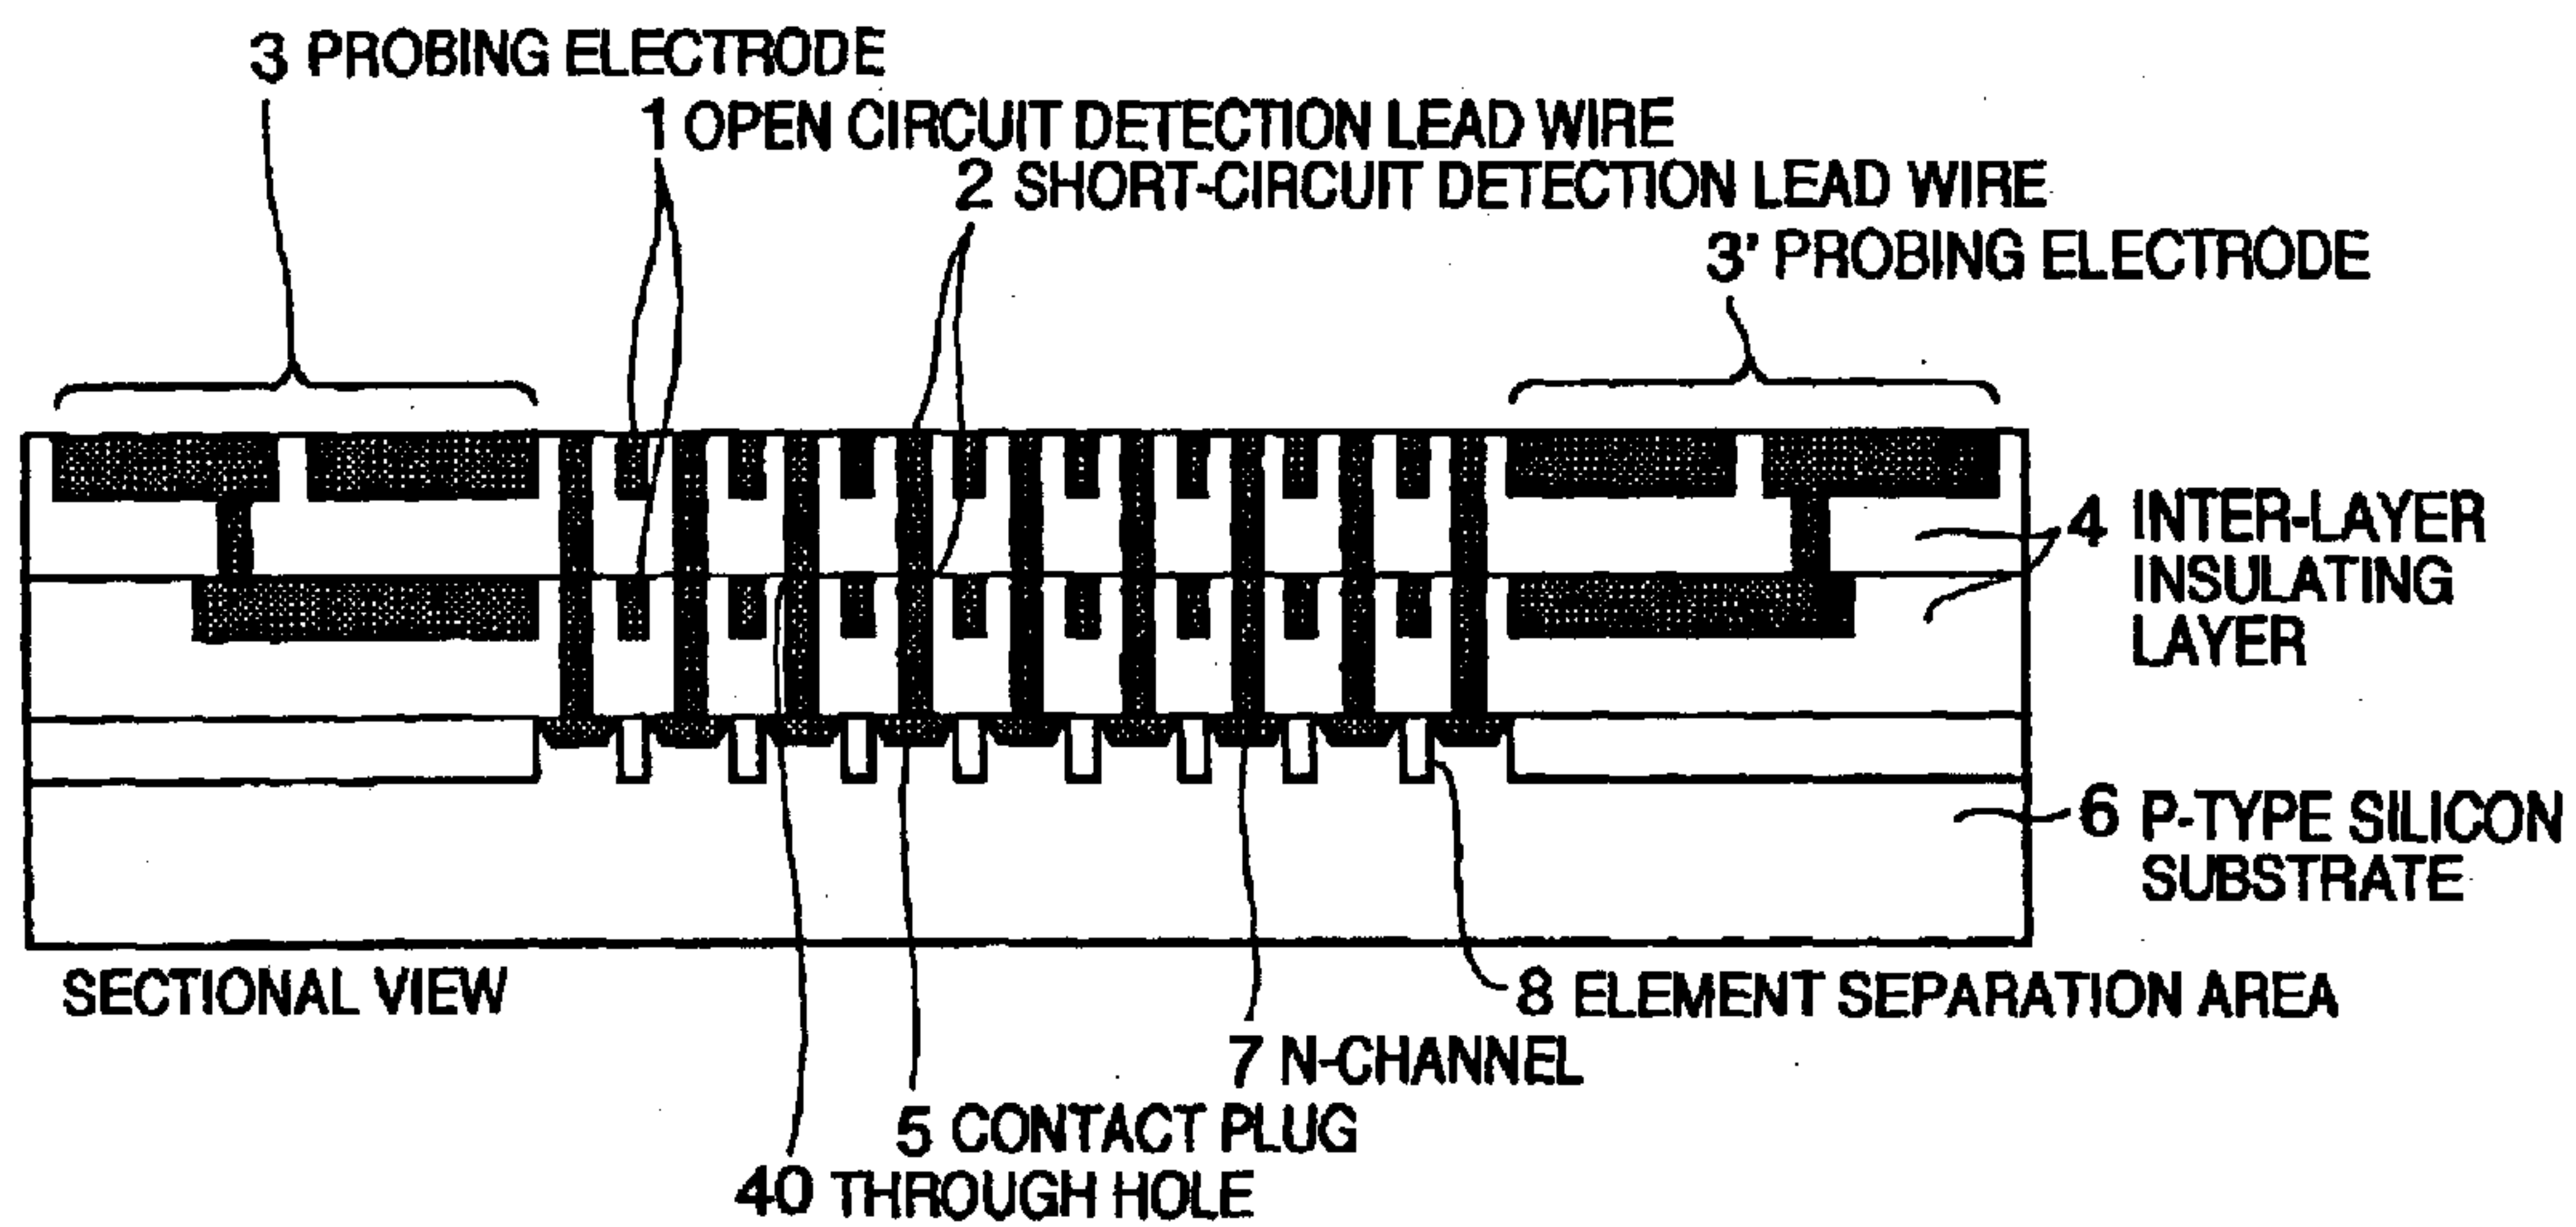 3 PROBING ELECTRODE
1 OPEN CIRCUIT DETECTION LEAD WIRE
2 SHORT-CIRCUIT DETECTION LEAD WIRE
3' PROBING ELECTRODE
4 INTER-LAYER
INSULATING
LAYER
6 P-TYPE SILICON
SUBSTRATE
SECTIONAL VIEW
8 ELEMENT SEPARATION AREA
7 N-CHANNEL
5 CONTACT PLUG
40 THROUGH HOLE